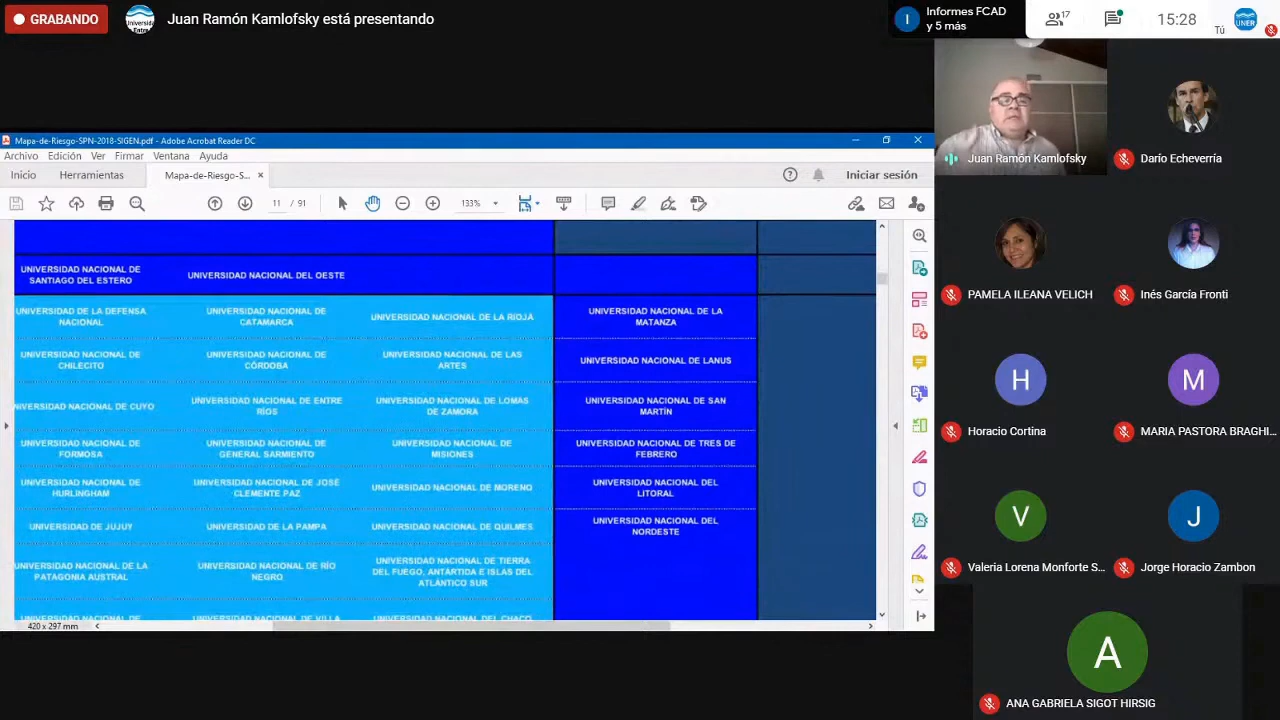 GRABANDO
Juan Ramón Kamlofsky está presentando
I
Informes FCAD
y 5 más
17
15:28
Tú
UNER
Mapa-de-Riesgo-SPN-2018-SIGEN.pdf - Adobe Acrobat Reader DC
Archivo Edición Ver Firmar Ventana Ayuda
Inicio Herramientas Mapa-de-Riesgo-S... ×
Iniciar sesión
11 / 91
133%
UNIVERSIDAD NACIONAL DE
SANTIAGO DEL ESTERO
UNIVERSIDAD NACIONAL DEL OESTE
UNIVERSIDAD DE LA DEFENSA
NACIONAL
UNIVERSIDAD NACIONAL DE
CATAMARCA
UNIVERSIDAD NACIONAL DE LA RIOJA
UNIVERSIDAD NACIONAL DE LA
MATANZA
UNIVERSIDAD NACIONAL DE
CHILECITO
UNIVERSIDAD NACIONAL DE
CÓRDOBA
UNIVERSIDAD NACIONAL DE LAS
ARTES
UNIVERSIDAD NACIONAL DE LANUS
NIVERSIDAD NACIONAL DE CUYO
UNIVERSIDAD NACIONAL DE ENTRE
RÍOS
UNIVERSIDAD NACIONAL DE LOMAS
DE ZAMORA
UNIVERSIDAD NACIONAL DE SAN
MARTÍN
UNIVERSIDAD NACIONAL DE
FORMOSA
UNIVERSIDAD NACIONAL DE
GENERAL SARMIENTO
UNIVERSIDAD NACIONAL DE
MISIONES
UNIVERSIDAD NACIONAL DE TRES DE
FEBRERO
UNIVERSIDAD NACIONAL DE
HURLINGHAM
UNIVERSIDAD NACIONAL DE JOSÉ
CLEMENTE PAZ
UNIVERSIDAD NACIONAL DE MORENO
UNIVERSIDAD NACIONAL DEL
LITORAL
UNIVERSIDAD DE JUJUY
UNIVERSIDAD DE LA PAMPA
UNIVERSIDAD NACIONAL DE QUILMES
UNIVERSIDAD NACIONAL DEL
NORDESTE
UNIVERSIDAD NACIONAL DE LA
PATAGONIA AUSTRAL
UNIVERSIDAD NACIONAL DE RÍO
NEGRO
UNIVERSIDAD NACIONAL DE TIERRA
DEL FUEGO, ANTÁRTIDA E ISLAS DEL
ATLÁNTICO SUR
UNIVERSIDAD NACIONAL DE VILLA
UNIVERSIDAD NACIONAL DEL CHACO
420 x 297 mm
Juan Ramón Kamlofsky
Darío Echeverría
PAMELA ILEANA VELICH
Inés García Fronti
H
Horacio Cortina
M
MARIA PASTORA BRAGHI...
V
Valeria Lorena Monforte S...
J
Jorge Horacio Zambon
A
ANA GABRIELA SIGOT HIRSIG